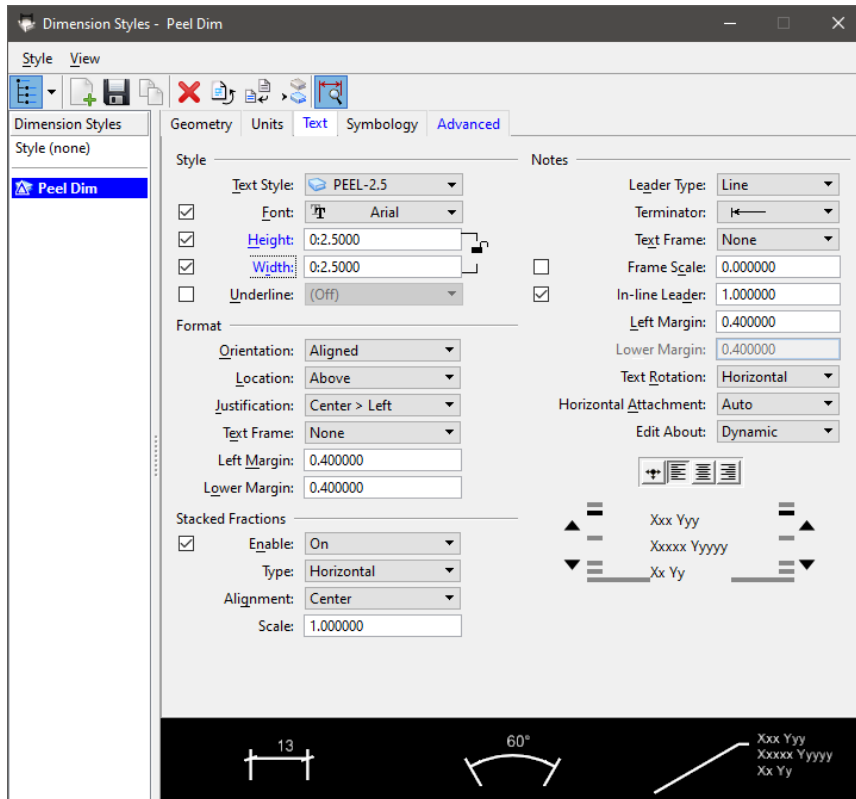 Dimension Styles - Peel Dim
Style View
Dimension Styles
Style (none)
Peel Dim
Geometry Units Text Symbology Advanced
Style
Text Style: PEEL-2.5
Font: Arial
Height: 0:2.5000
Width: 0:2.5000
Underline: (Off)
Format
Orientation: Aligned
Location: Above
Justification: Center > Left
Text Frame: None
Left Margin: 0.400000
Lower Margin: 0.400000
Stacked Fractions
Enable: On
Type: Horizontal
Alignment: Center
Scale: 1.000000
Notes
Leader Type: Line
Terminator:
Text Frame: None
Frame Scale: 0.000000
In-line Leader: 1.000000
Left Margin: 0.400000
Lower Margin: 0.400000
Text Rotation: Horizontal
Horizontal Attachment: Auto
Edit About: Dynamic
Xxx Yyy
Xxxxx Yyyyy
Xx Yy
13
60°
Xxx Yyy
Xxxxx Yyyyy
Xx Yy